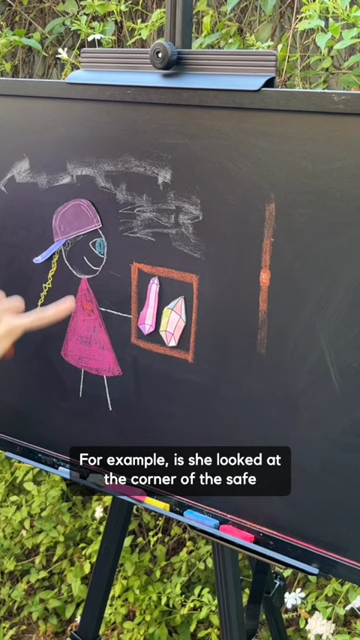 For example, is she looked at
the corner of the safe